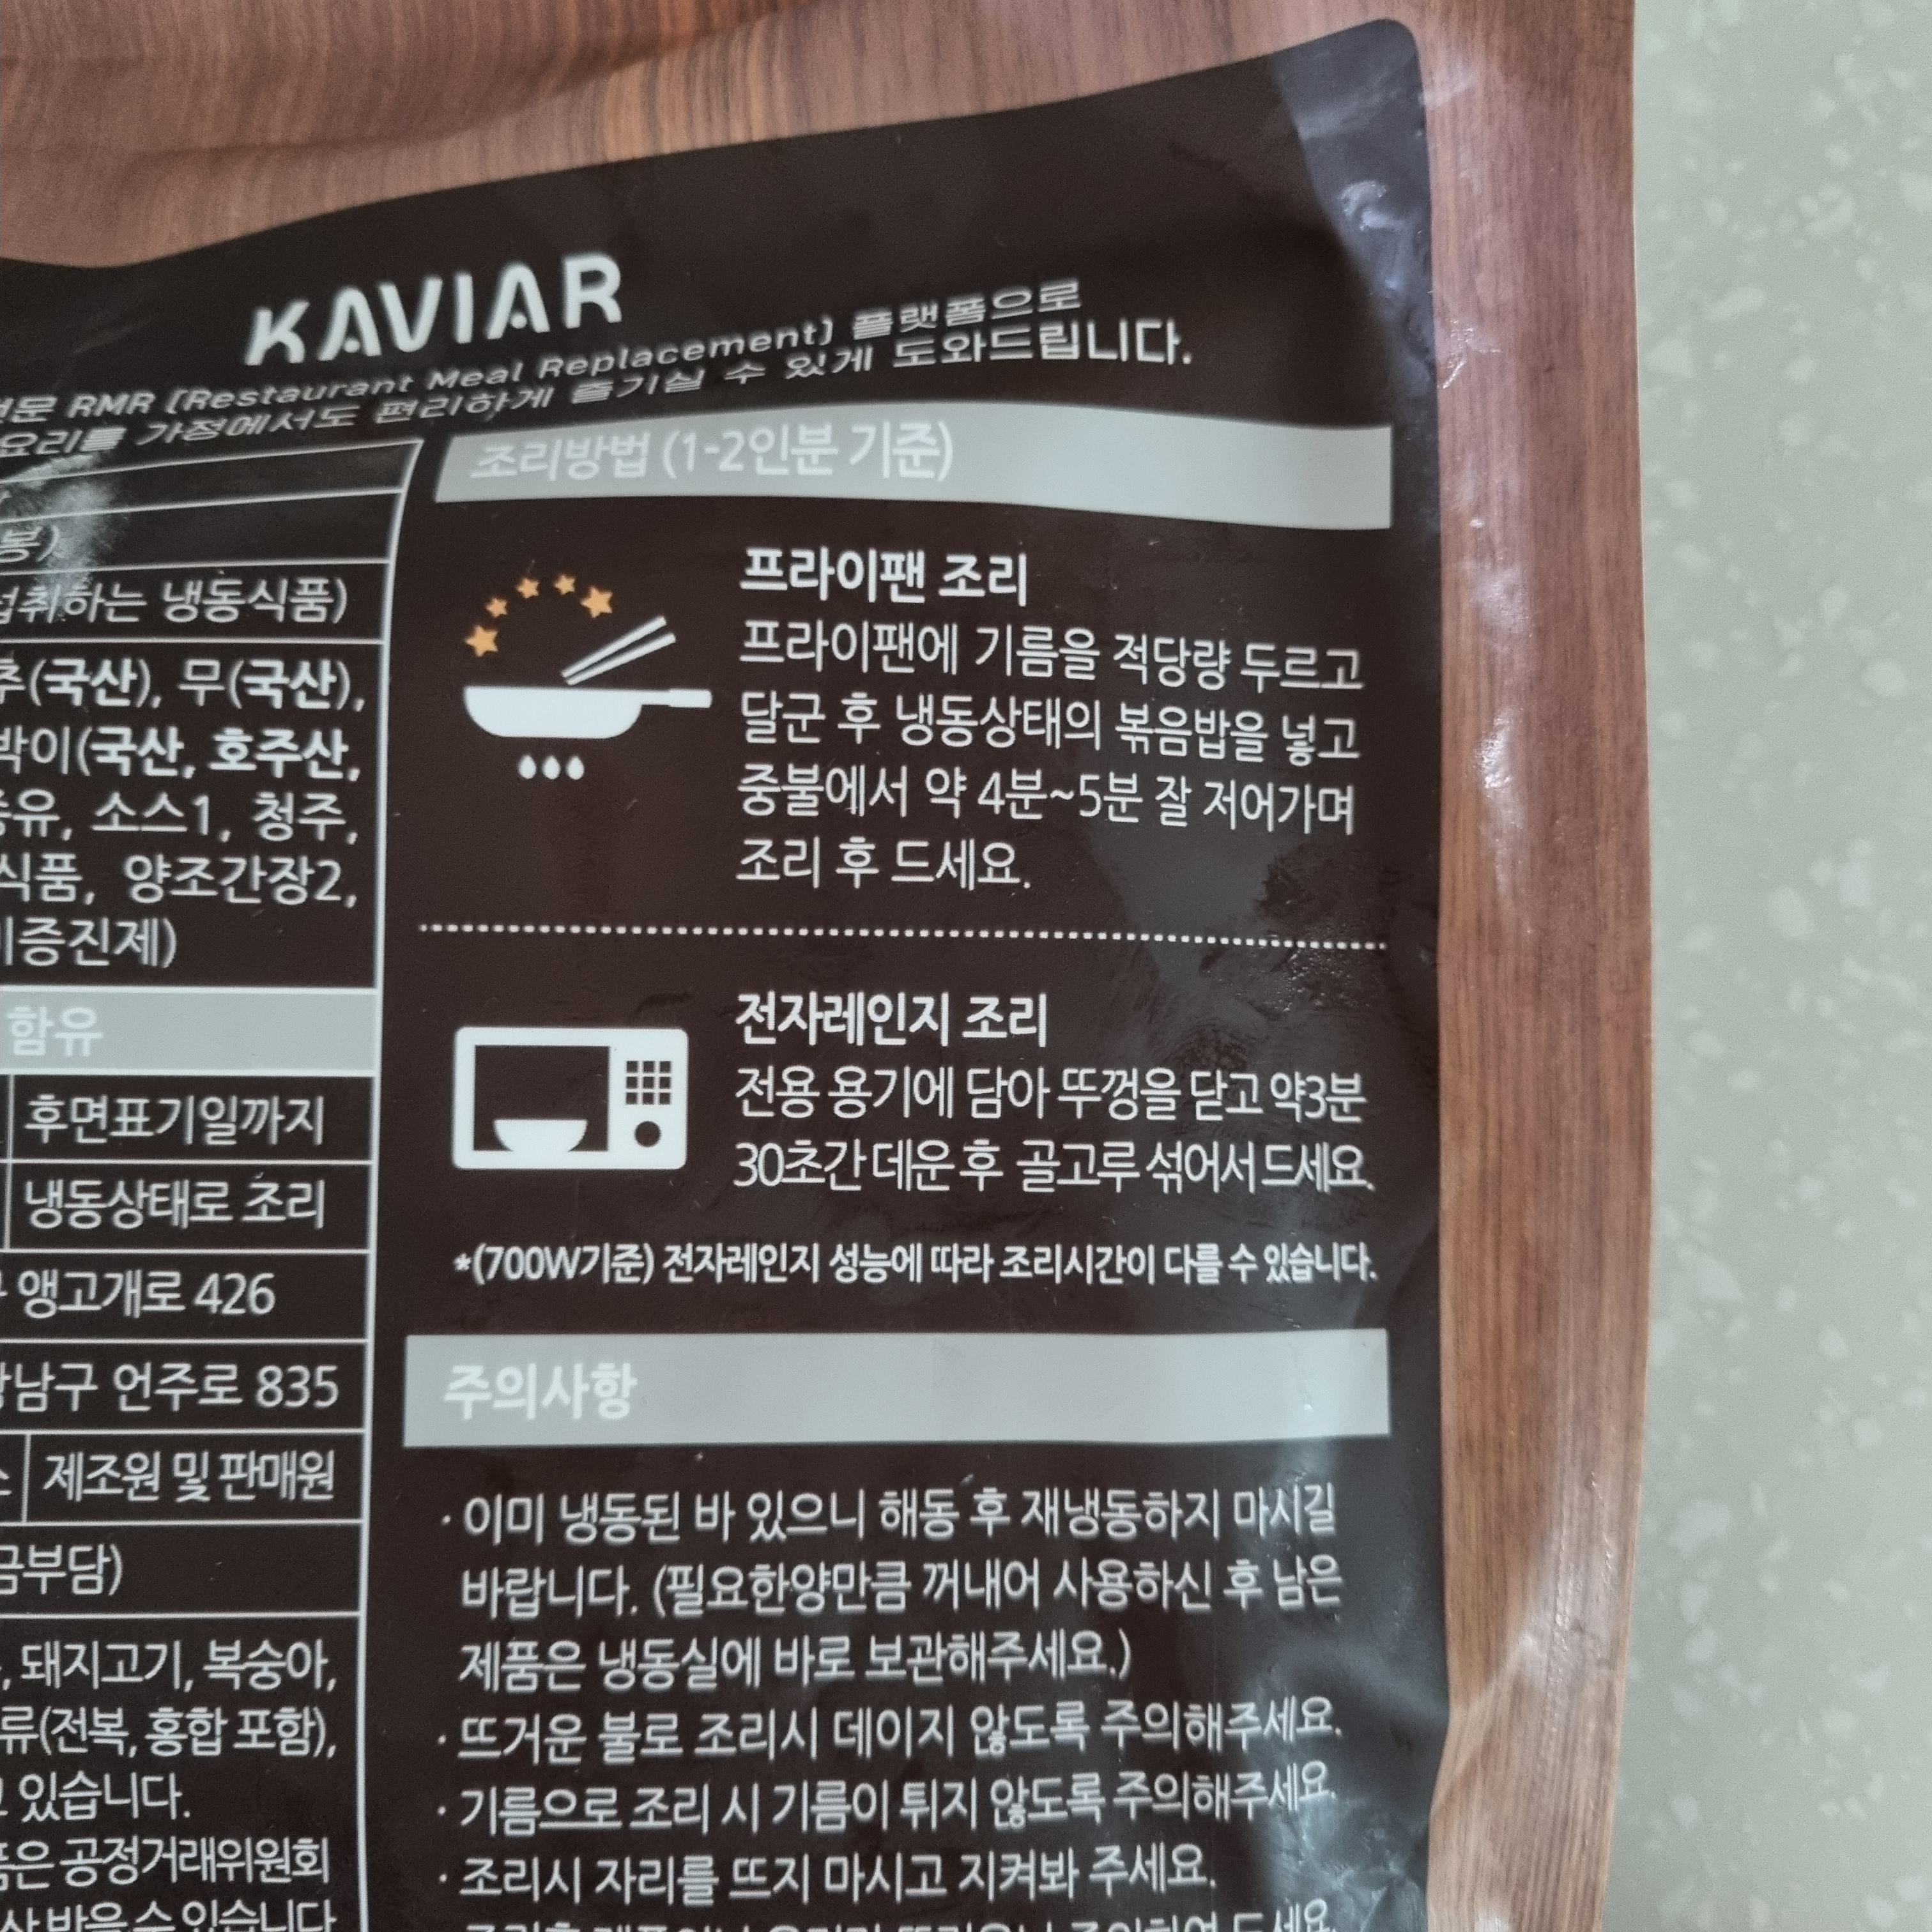 KAVIAR
RMR [Restaurant Meal Replacement] 플랫폼으로
요리를 가정에서도 편리하게 즐기실 수 있게 도와드립니다.
봉)
섭취하는 냉동식품)
추(국산), 무(국산),
박이(국산, 호주산,
유, 소스1, 청주,
식품, 양조간장2,
미증진제)
함유
후면표기일까지
냉동상태로 조리
앵고개로 426
강남구 언주로 835
제조원 및 판매원
금부담)
, 돼지고기, 복숭아,
류(전복, 홍합 포함),
고 있습니다.
품은 공정거래위원회
상 받을 수 있습니다
조리방법 (1-2인분 기준)
프라이팬 조리
프라이팬에 기름을 적당량 두르고
달군 후 냉동상태의 볶음밥을 넣고
중불에서 약 4분~5분 잘 저어가며
조리 후 드세요.
전자레인지 조리
전용 용기에 담아 뚜껑을 닫고 약3분
30초간 데운 후 골고루 섞어서 드세요.
*(700W기준) 전자레인지 성능에 따라 조리시간이 다를 수 있습니다.
주의사항
· 이미 냉동된 바 있으니 해동 후 재냉동하지 마시길
바랍니다. (필요한양만큼 꺼내어 사용하신 후 남은
제품은 냉동실에 바로 보관해주세요.)
· 뜨거운 불로 조리시 데이지 않도록 주의해주세요.
· 기름으로 조리 시 기름이 튀지 않도록 주의해주세요.
· 조리시 자리를 뜨지 마시고 지켜봐 주세요.